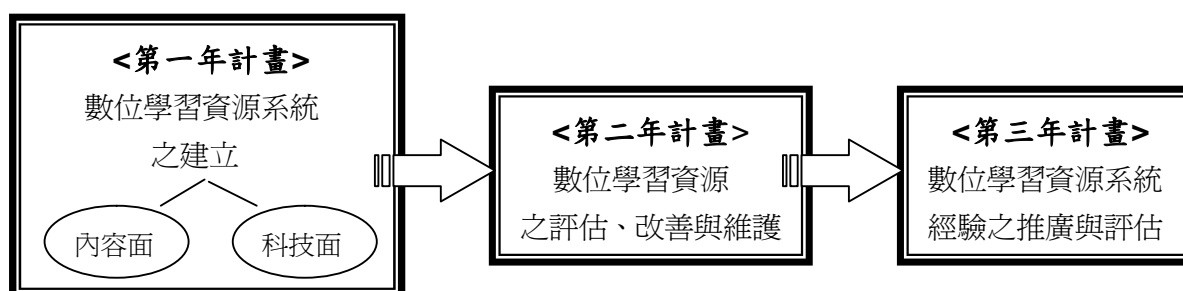 <第一年計畫>
數位學習資源系統
之建立
內容面
科技面
<第二年計畫>
數位學習資源
之評估、改善與維護
<第三年計畫>
數位學習資源系統
經驗之推廣與評估